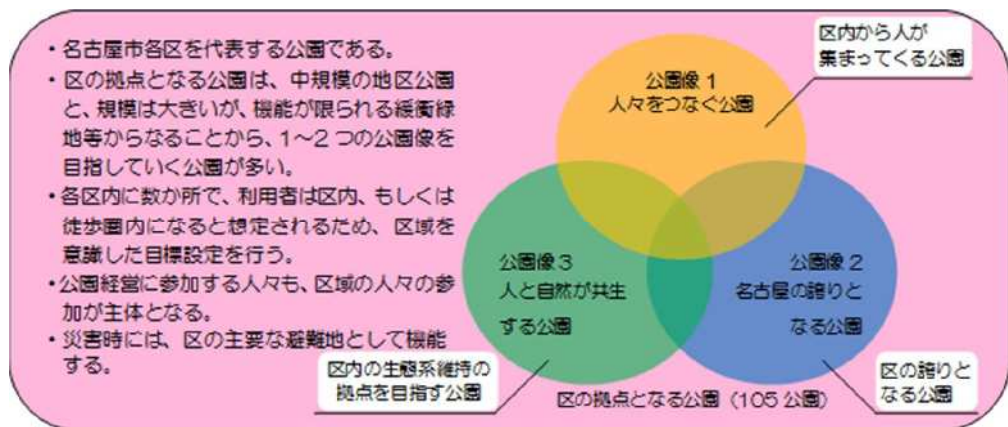 ・名古屋市各区を代表する公園である。
・区の拠点となる公園は、中規模の地区公園
と、規模は大きいが、機能が限られる緩衝緑
地等からなることから、1～2つの公園像を
目指していく公園が多い。
・各区内に数か所で、利用者は区内、もしくは
徒歩圏内になると想定されるため、区域を
意識した目標設定を行う。
・公園経営に参加する人々も、区域の人々の参
加が主体となる。
・災害時には、区の主要な避難地として機能
する。
区内から人が
集まってくる公園
公園像1
人々をつなぐ公園
公園像3
人と自然が共生
する公園
公園像2
名古屋の誇りと
なる公園
区内の生態系維持の
拠点を目指す公園
区の拠点となる公園(105公園)
区の誇りと
なる公園